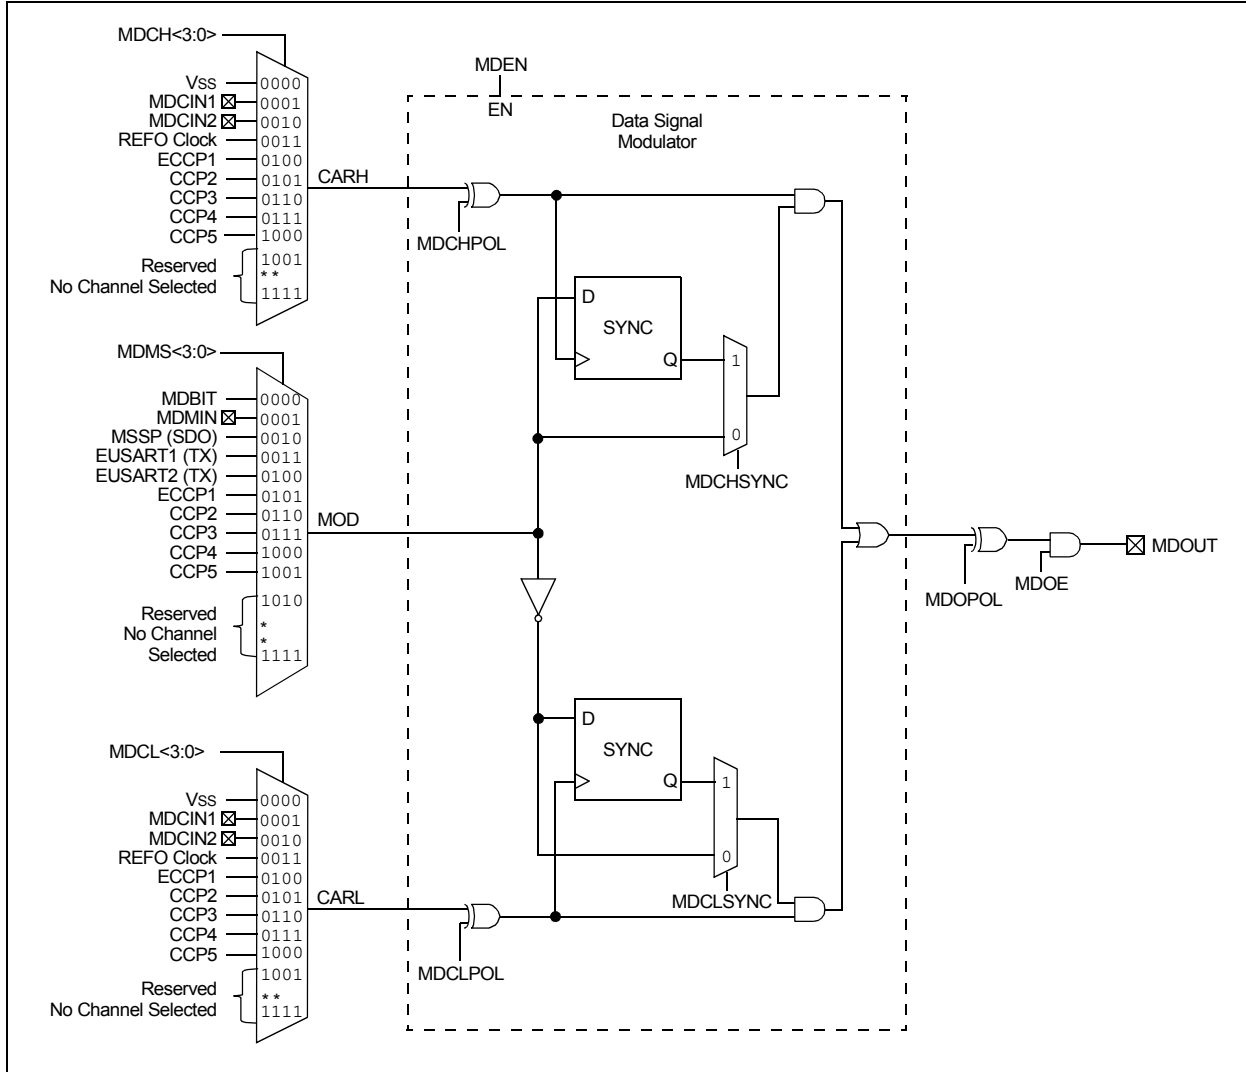 MDCH<3:0>
VSS 0000
MDCIN1 0001
MDCIN2 0010
REFO Clock 0011
ECCP1 0100
CCP2 0101
CCP3 0110
CCP4 0111
CCP5 1000
1001
Reserved
No Channel Selected
* *
1111
CARH
MDCHPOL
MDEN
EN
Data Signal
Modulator
D
SYNC
Q
1
0
MDCHSYNC
MDMS<3:0>
MDBIT 0000
MDMIN 0001
MSSP (SDO) 0010
EUSART1 (TX) 0011
EUSART2 (TX) 0100
ECCP1 0101
CCP2 0110
CCP3 0111
CCP4 1000
CCP5 1001
1010
Reserved
No Channel
Selected
*
*
1111
MOD
MDOPOL
MDOE
MDOUT
MDCL<3:0>
VSS 0000
MDCIN1 0001
MDCIN2 0010
REFO Clock 0011
ECCP1 0100
CCP2 0101
CCP3 0110
CCP4 0111
CCP5 1000
1001
Reserved
No Channel Selected
* *
1111
CARL
MDCLPOL
D
SYNC
Q
1
0
MDCLSYNC